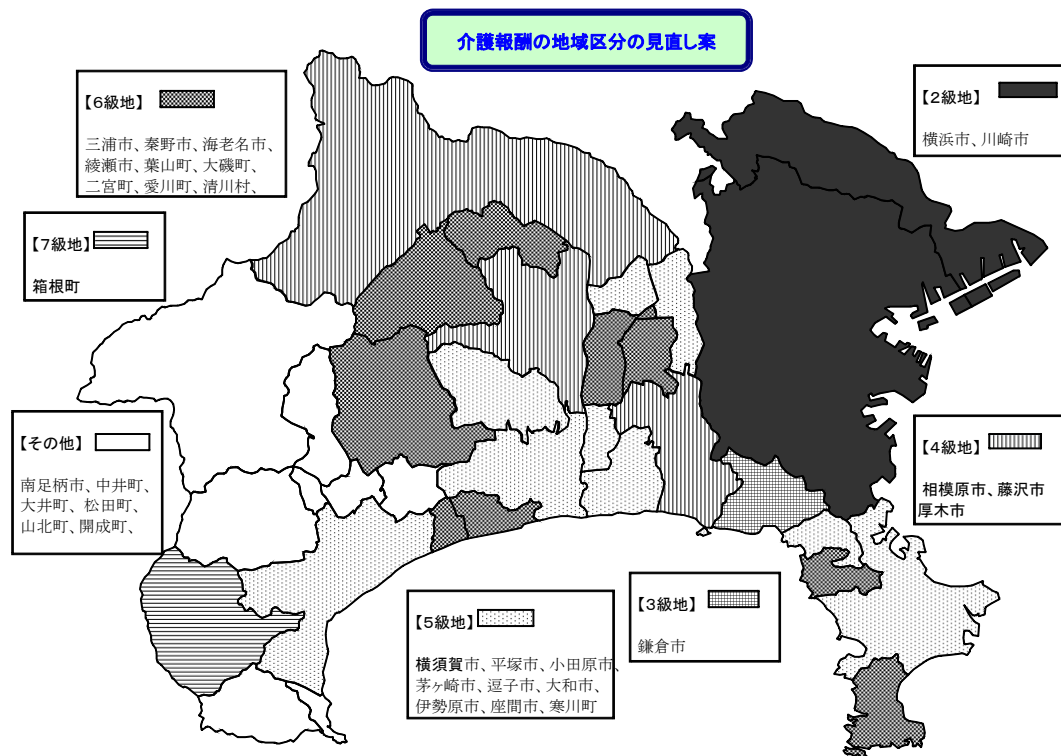 介護報酬の地域区分の見直し案
【6級地】
三浦市、秦野市、海老名市、
綾瀬市、葉山町、大磯町、
二宮町、愛川町、清川村、
【2級地】
横浜市、川崎市
【7級地】
箱根町
【その他】
南足柄市、中井町、
大井町、松田町、
山北町、開成町、
【4級地】
相模原市、藤沢市
厚木市
【5級地】
横須賀市、平塚市、小田原市、
茅ヶ崎市、逗子市、大和市、
伊勢原市、座間市、寒川町
【3級地】
鎌倉市